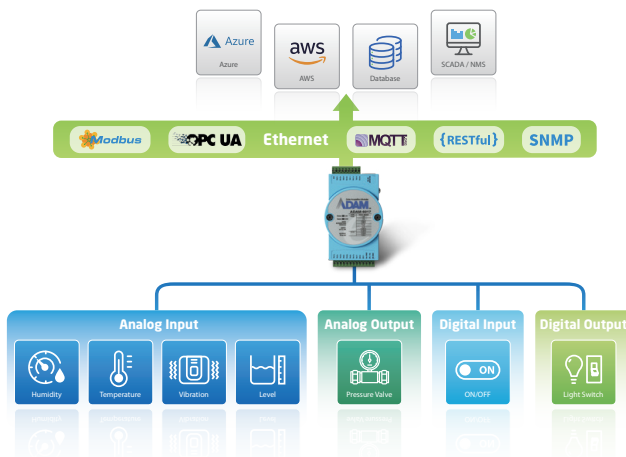 Azure
Azure
aws
AWS
Database
SCADA / NMS
Modbus
OPC UA
Ethernet
MQTT
{RESTful}
SNMP
ADAM
Analog Input
Analog Output
Digital Input
Digital Output
ON
Humidity
Temperature
Vibration
Level
Pressure Valve
ON/OFF
Light Switch